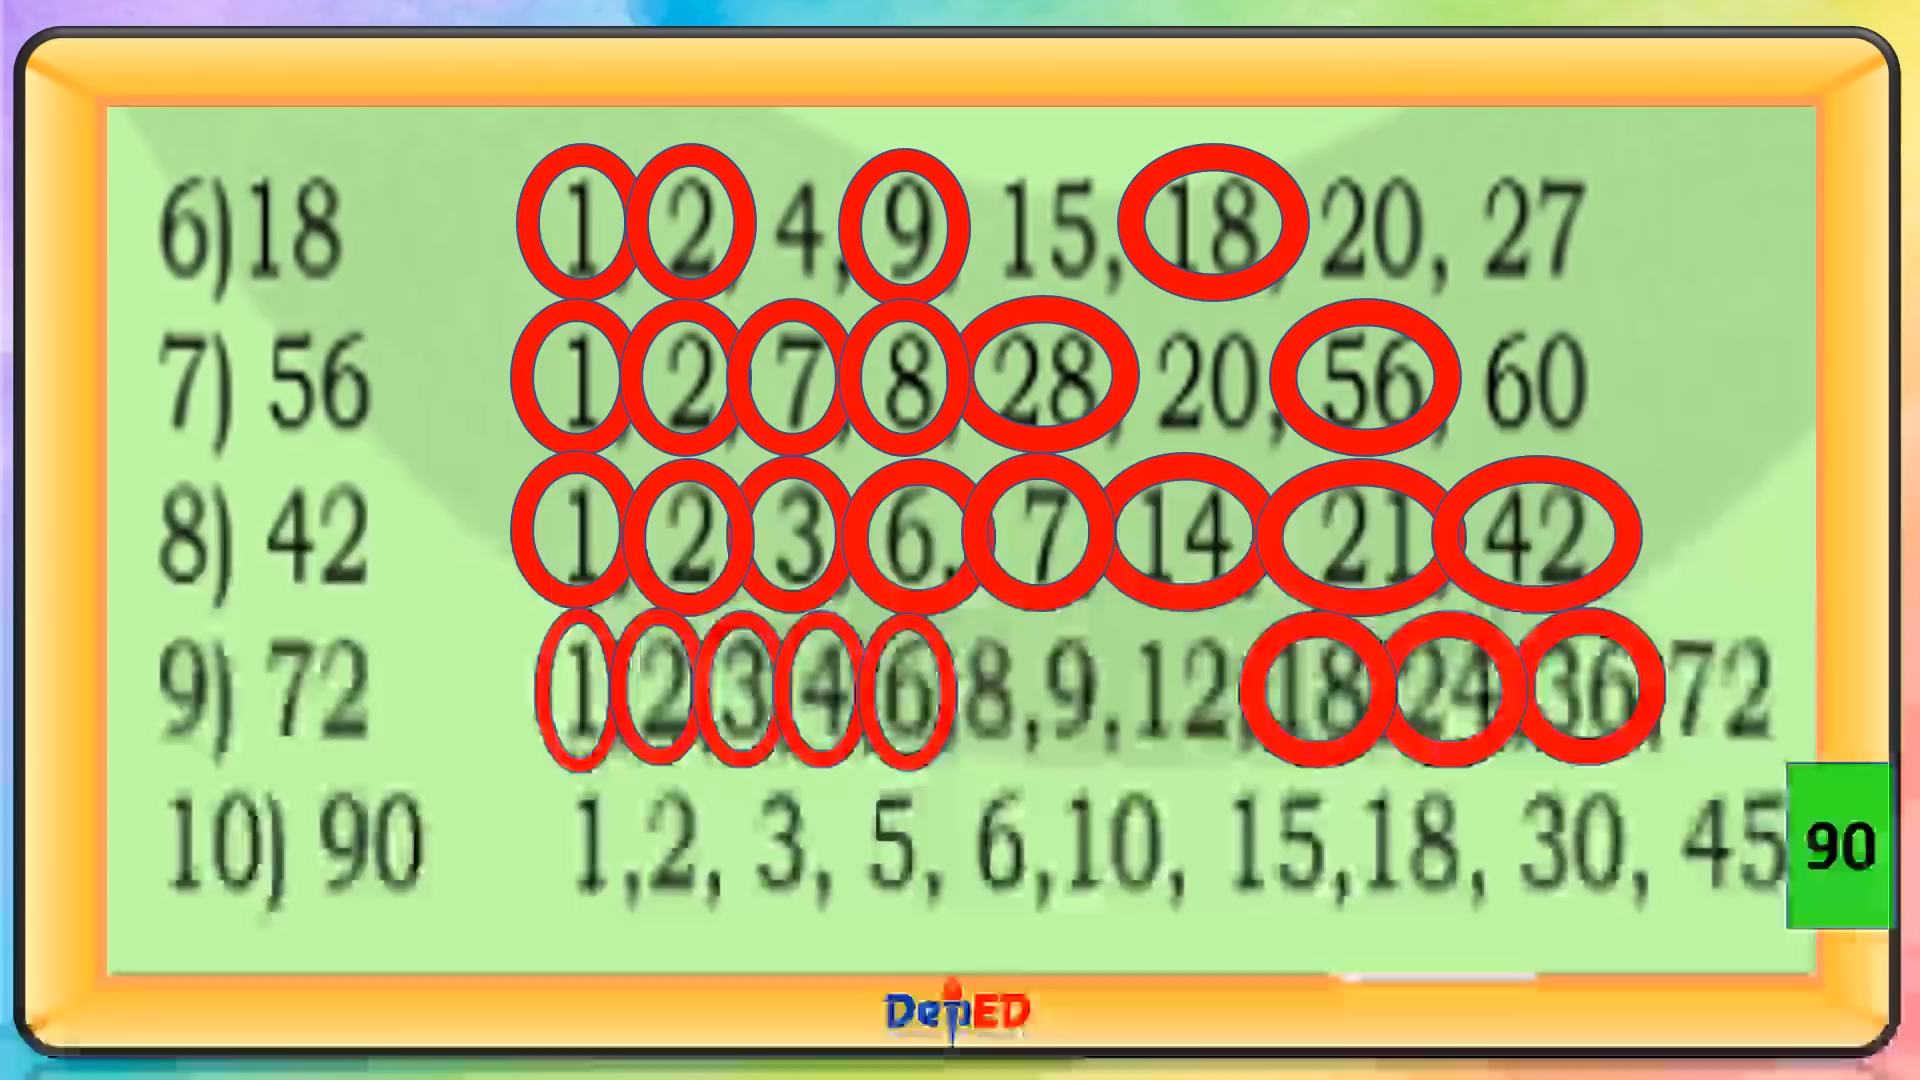 6)18 1, 2, 4, 9, 15, 18, 20, 27
7) 56 1, 2, 7, 8, 28, 20, 56, 60
8) 42 1, 2, 3, 6, 7, 14, 21, 42
9) 72 1,2,3,4,6,8,9,12,18,24,36,72
10) 90 1,2, 3, 5, 6,10, 15,18, 30, 45 90
DepED